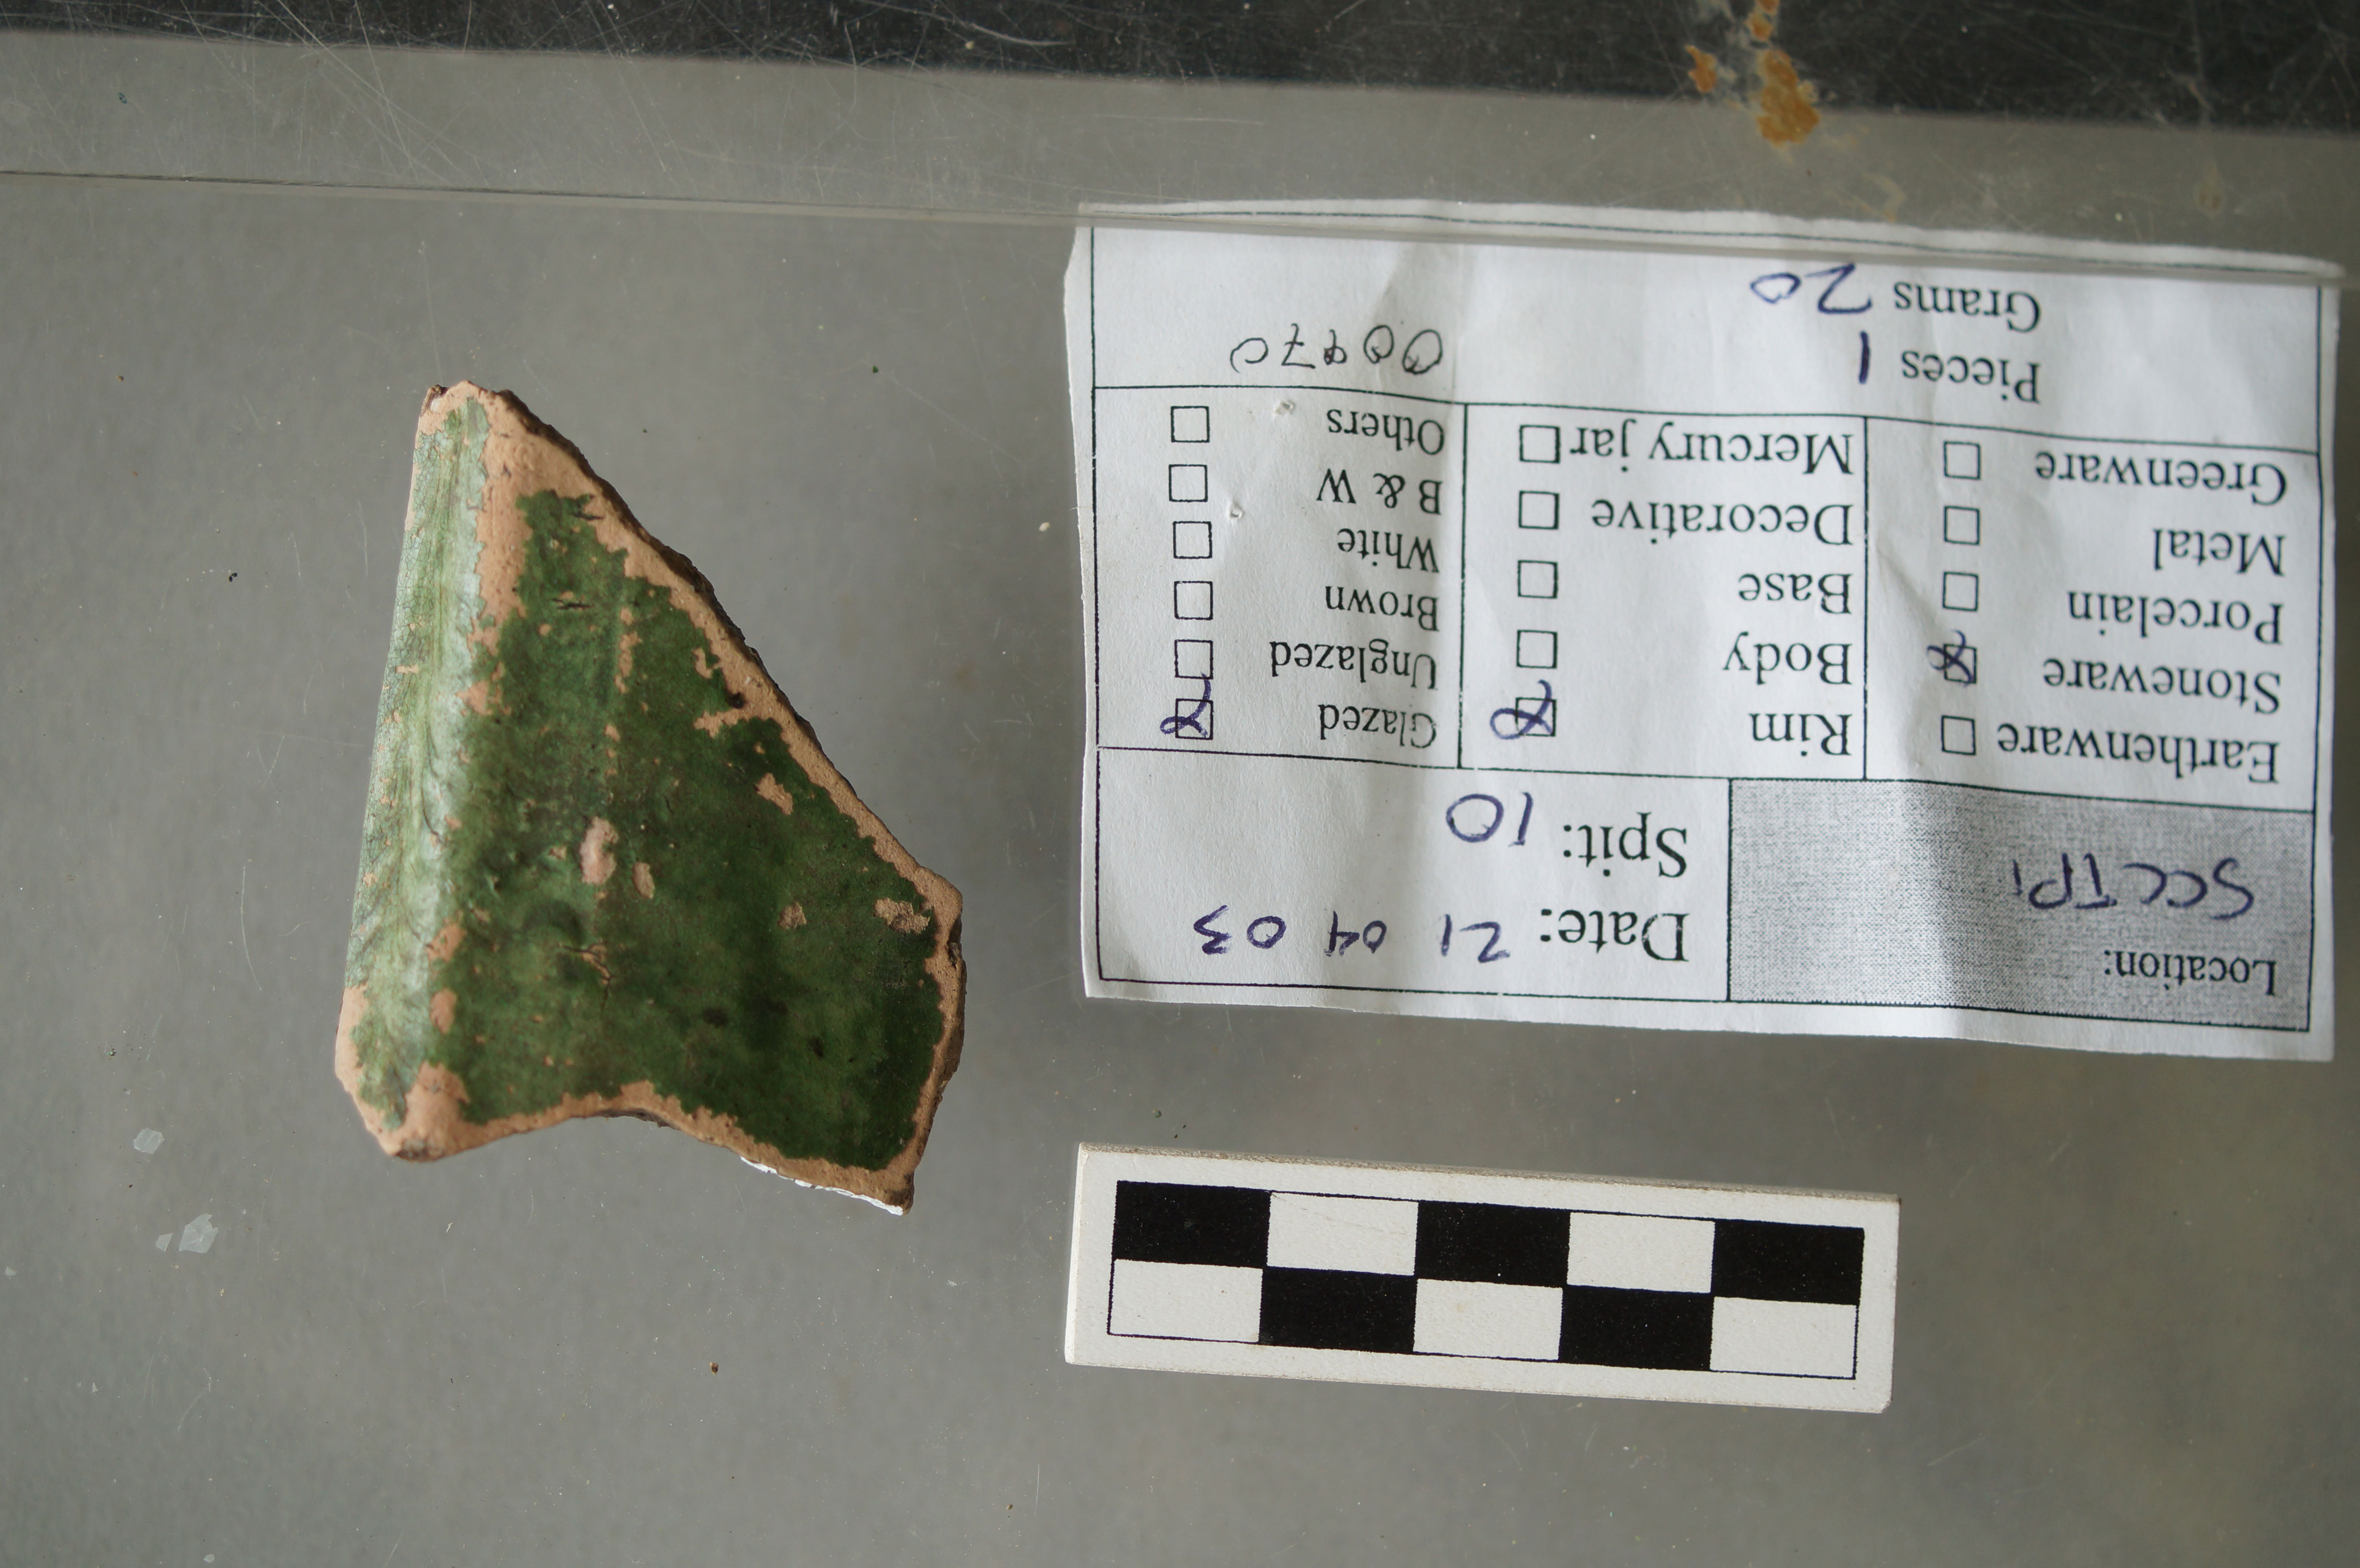 Location:
SCCTP1
Date: 21 04 03
Spit: 10
Earthenware
Stoneware
Porcelain
Metal
Greenware
Rim
Body
Base
Decorative
Mercury jar
Glazed
Unglazed
Brown
White
B & W
Others
Pieces 1
Grams 20